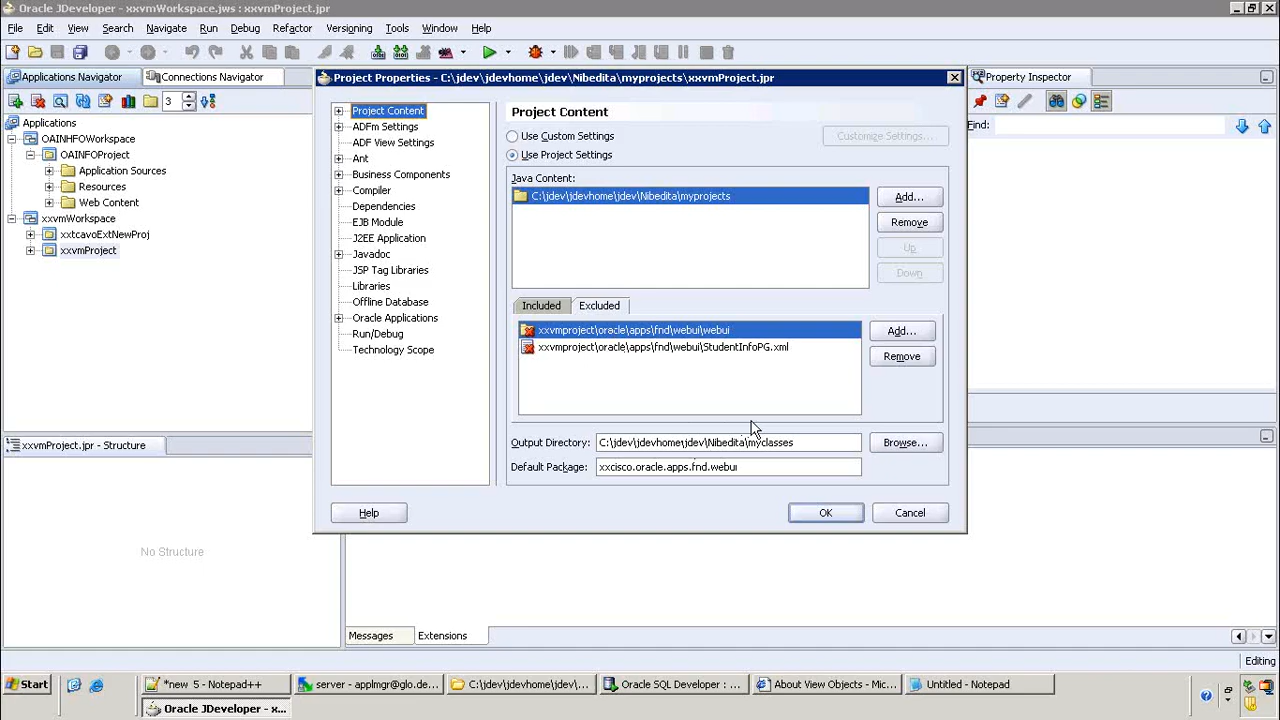 Oracle JDeveloper - xxvmWorkspace.jws : xxvmProject.jpr
File Edit View Search Navigate Run Debug Refactor Versioning Tools Window Help
Applications Navigator
Connections Navigator
3
Applications
OAINHFOWorkspace
OAINFOProject
Application Sources
Resources
Web Content
xxvmWorkspace
xxtcavoExtNewProj
xxvmProject
xxvmProject.jpr - Structure
No Structure
Project Properties - C:\jdev\jdevhome\jdev\Nibedita\myprojects\xxvmProject.jpr
Project Content
ADFm Settings
ADF View Settings
Ant
Business Components
Compiler
Dependencies
EJB Module
J2EE Application
Javadoc
JSP Tag Libraries
Libraries
Offline Database
Oracle Applications
Run/Debug
Technology Scope
Project Content
Use Custom Settings
Customize Settings...
Use Project Settings
Java Content:
C:\jdev\jdevhome\jdev\Nibedita\myprojects
Add...
Remove
Up
Down
Included Excluded
xxvmproject\oracle\apps\fnd\webui\webui
xxvmproject\oracle\apps\fnd\webui\StudentInfoPG.xml
Add...
Remove
Output Directory: C:\jdev\jdevhome\jdev\Nibedita\myclasses Browse...
Default Package: xxcisco.oracle.apps.fnd.webui
Help OK Cancel
Property Inspector
Find:
Messages Extensions
Editing
Start
*new 5 - Notepad++
server - applmgr@glo.de...
C:\jdev\jdevhome\jdev\...
Oracle SQL Developer : ...
About View Objects - Mic...
Untitled - Notepad
Oracle JDeveloper - x...